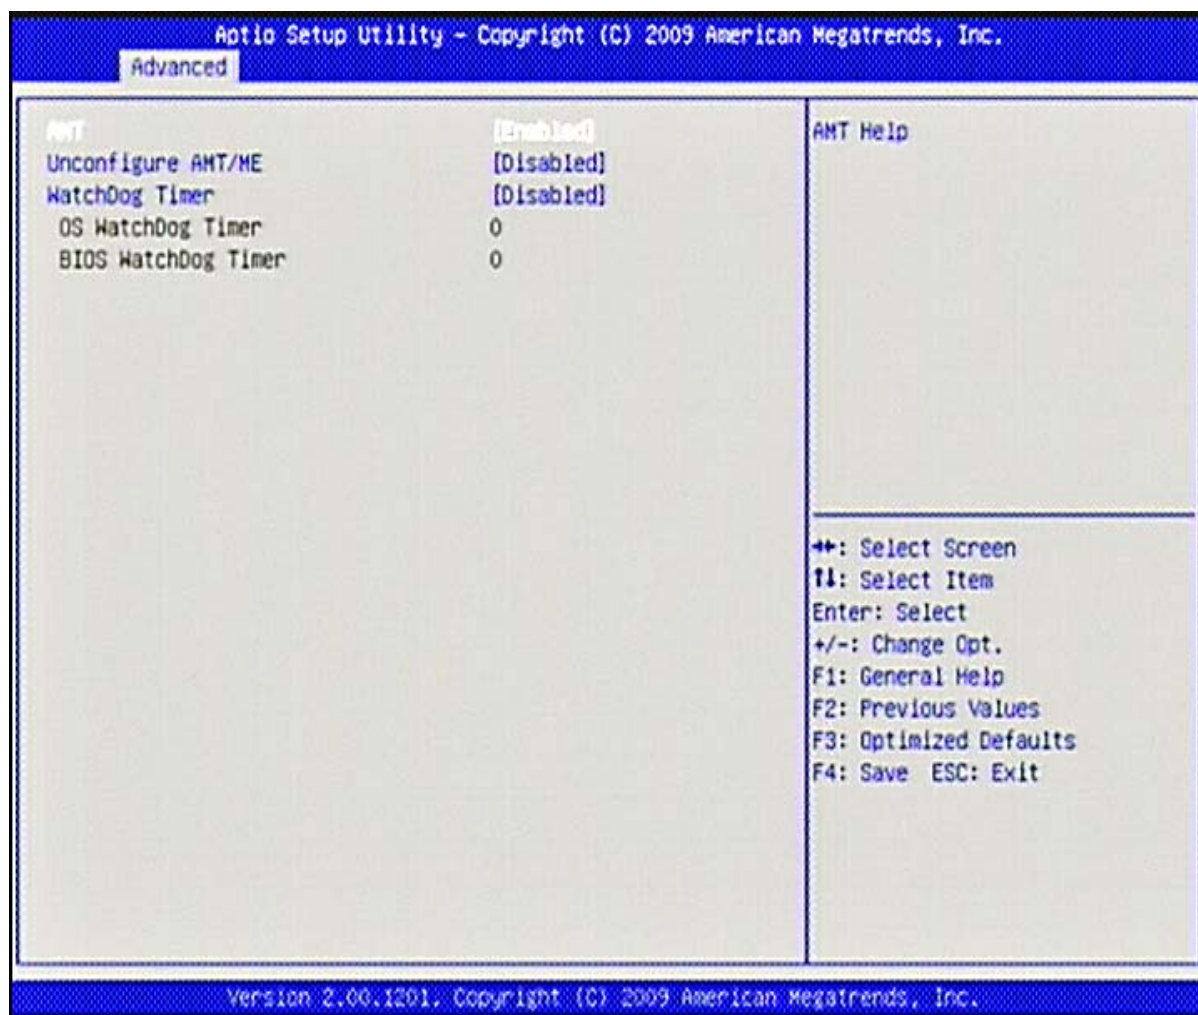 Aptio Setup Utility - Copyright (C) 2009 American Megatrends, Inc.
Advanced
AMT [Enabled]
Unconfigure AMT/ME [Disabled]
WatchDog Timer [Disabled]
OS WatchDog Timer 0
BIOS WatchDog Timer 0
AMT Help
→←: Select Screen
↑↓: Select Item
Enter: Select
+/-: Change Opt.
F1: General Help
F2: Previous Values
F3: Optimized Defaults
F4: Save ESC: Exit
Version 2.00.1201. Copyright (C) 2009 American Megatrends, Inc.